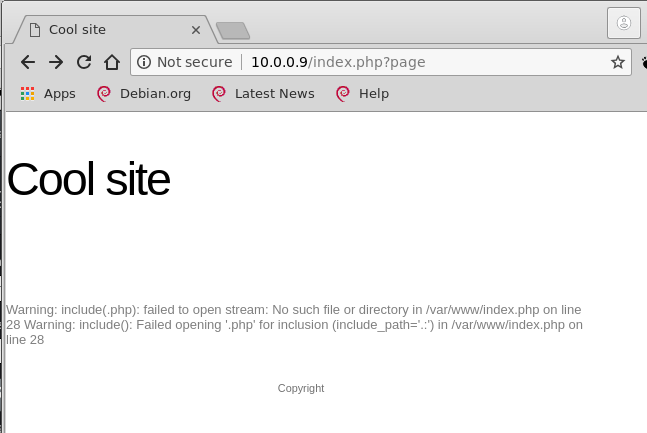 Cool site
Not secure 10.0.0.9/index.php?page
Apps Debian.org Latest News Help
Cool site
Warning: include(.php): failed to open stream: No such file or directory in /var/www/index.php on line
28 Warning: include(): Failed opening '.php' for inclusion (include_path='.:') in /var/www/index.php on
line 28
Copyright